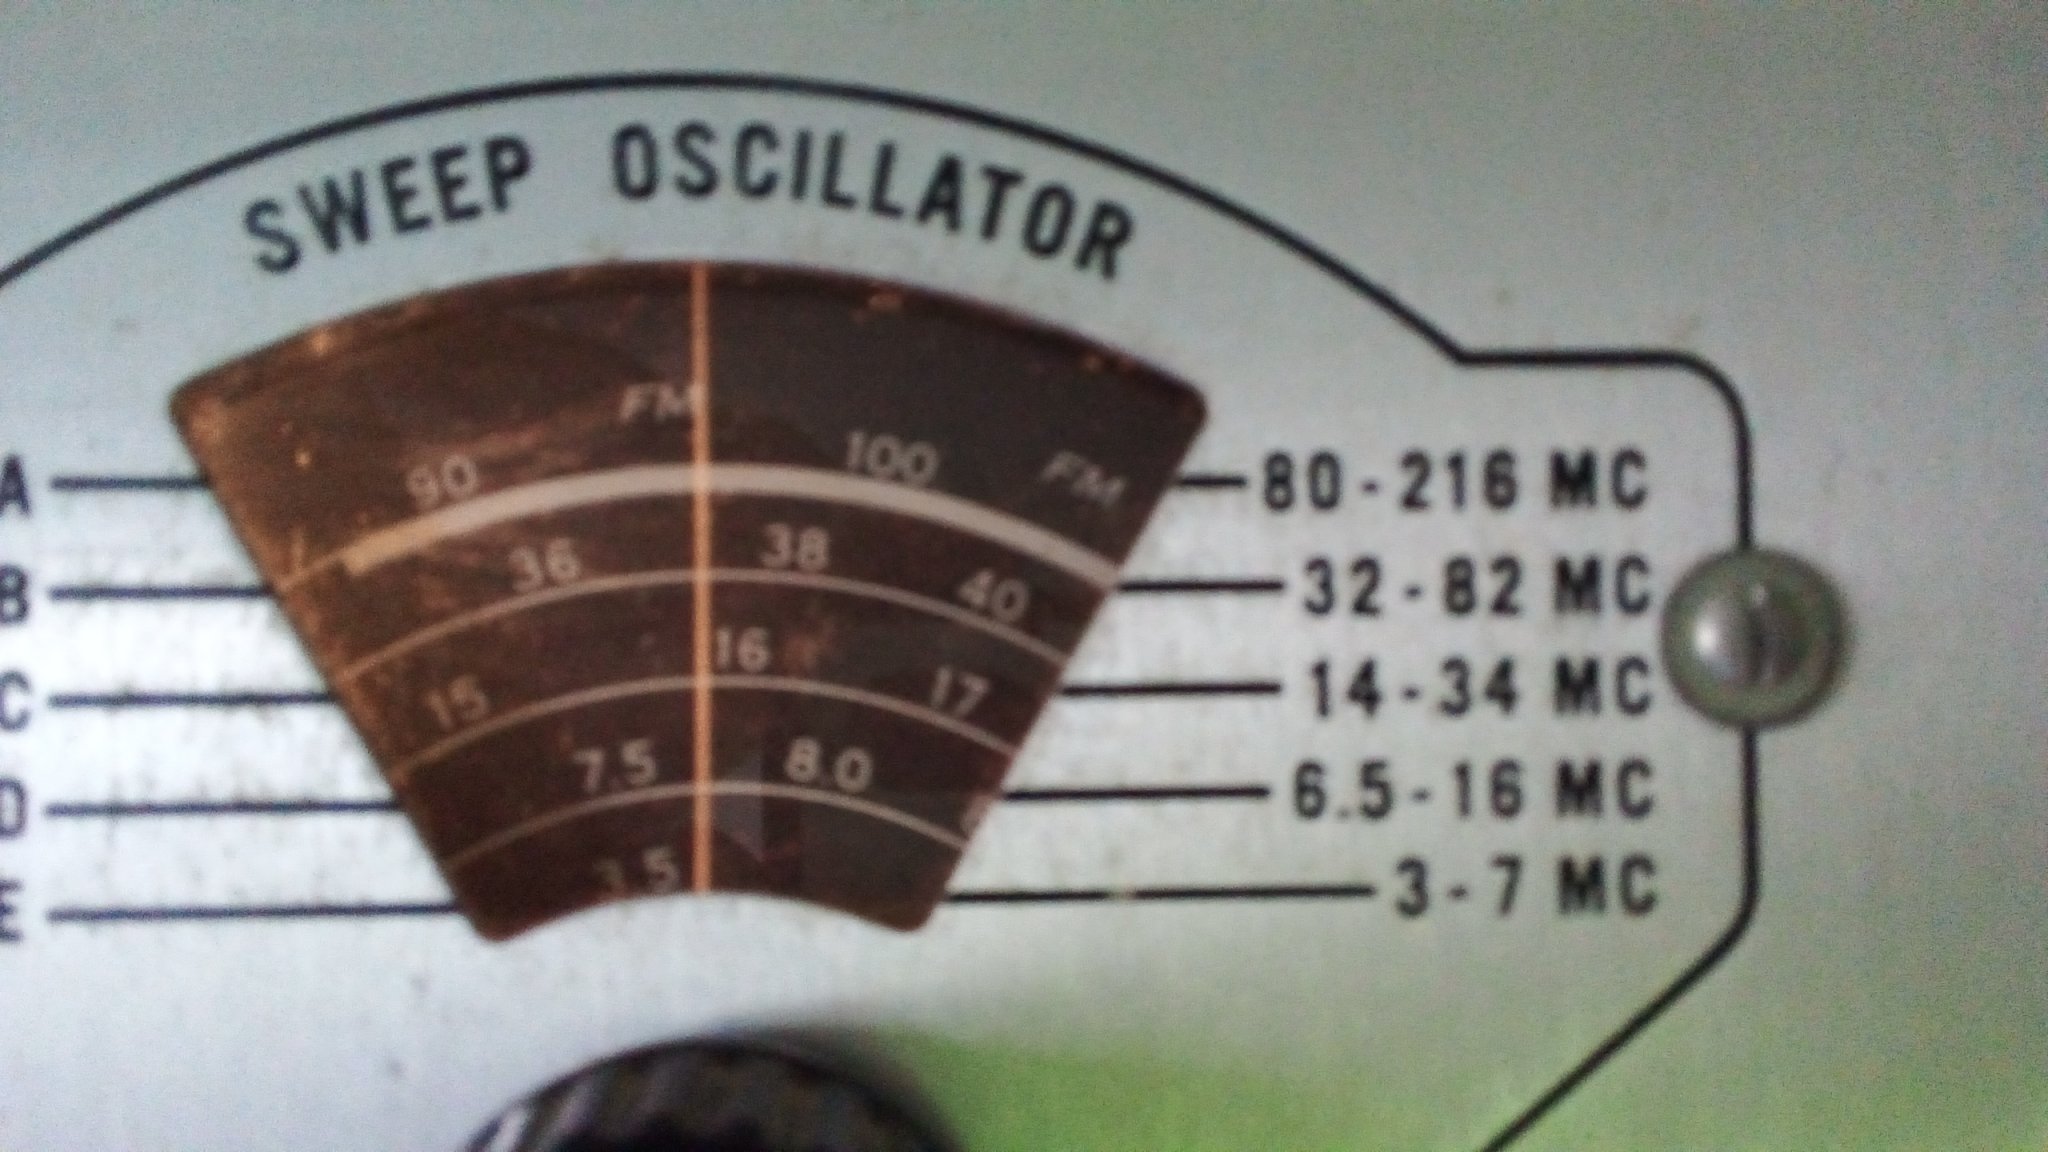 SWEEP OSCILLATOR
FM
90 100 FM
A 80-216 MC
36 38 40
B 32-82 MC
15 16 17
C 14-34 MC
7.5 8.0
D 6.5-16 MC
3.5
E 3-7 MC